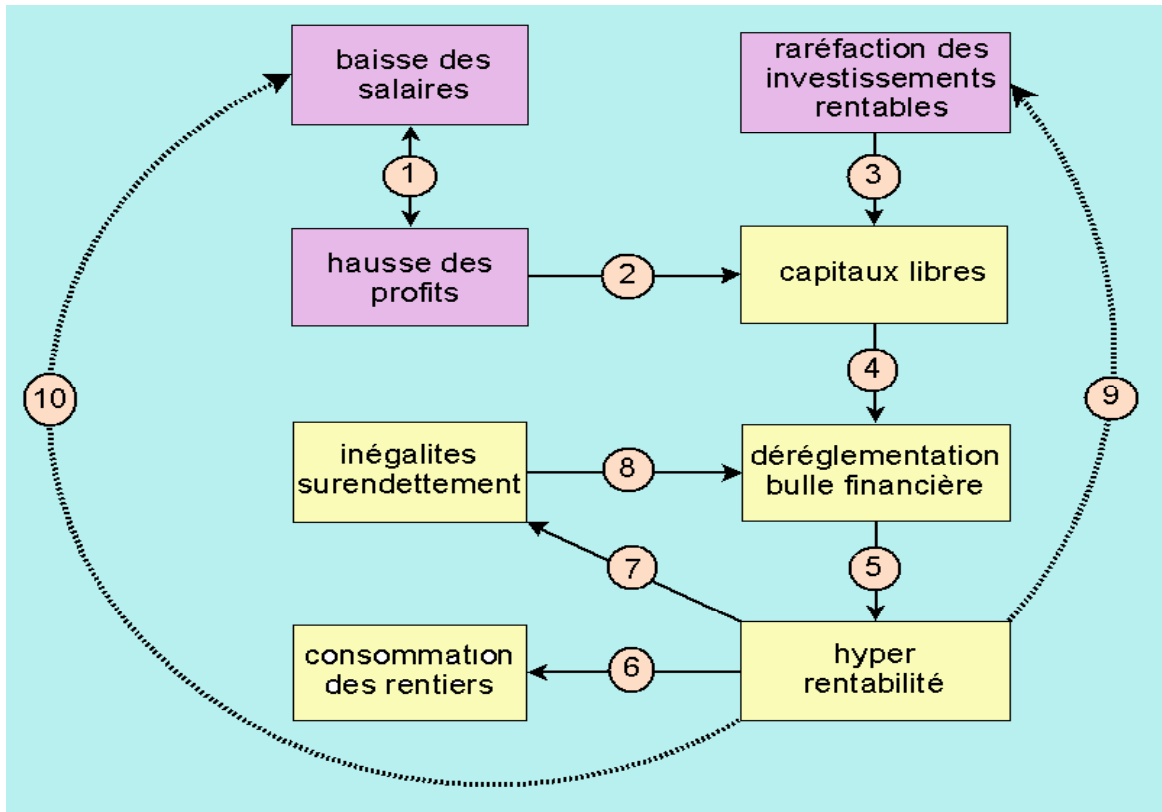 baisse des
salaires
raréfaction des
investissements
rentables
1
3
hausse des
profits
2
capitaux libres
4
10
9
inégalites
surendettement
8
déréglementation
bulle financière
7
5
consommation
des rentiers
6
hyper
rentabilité